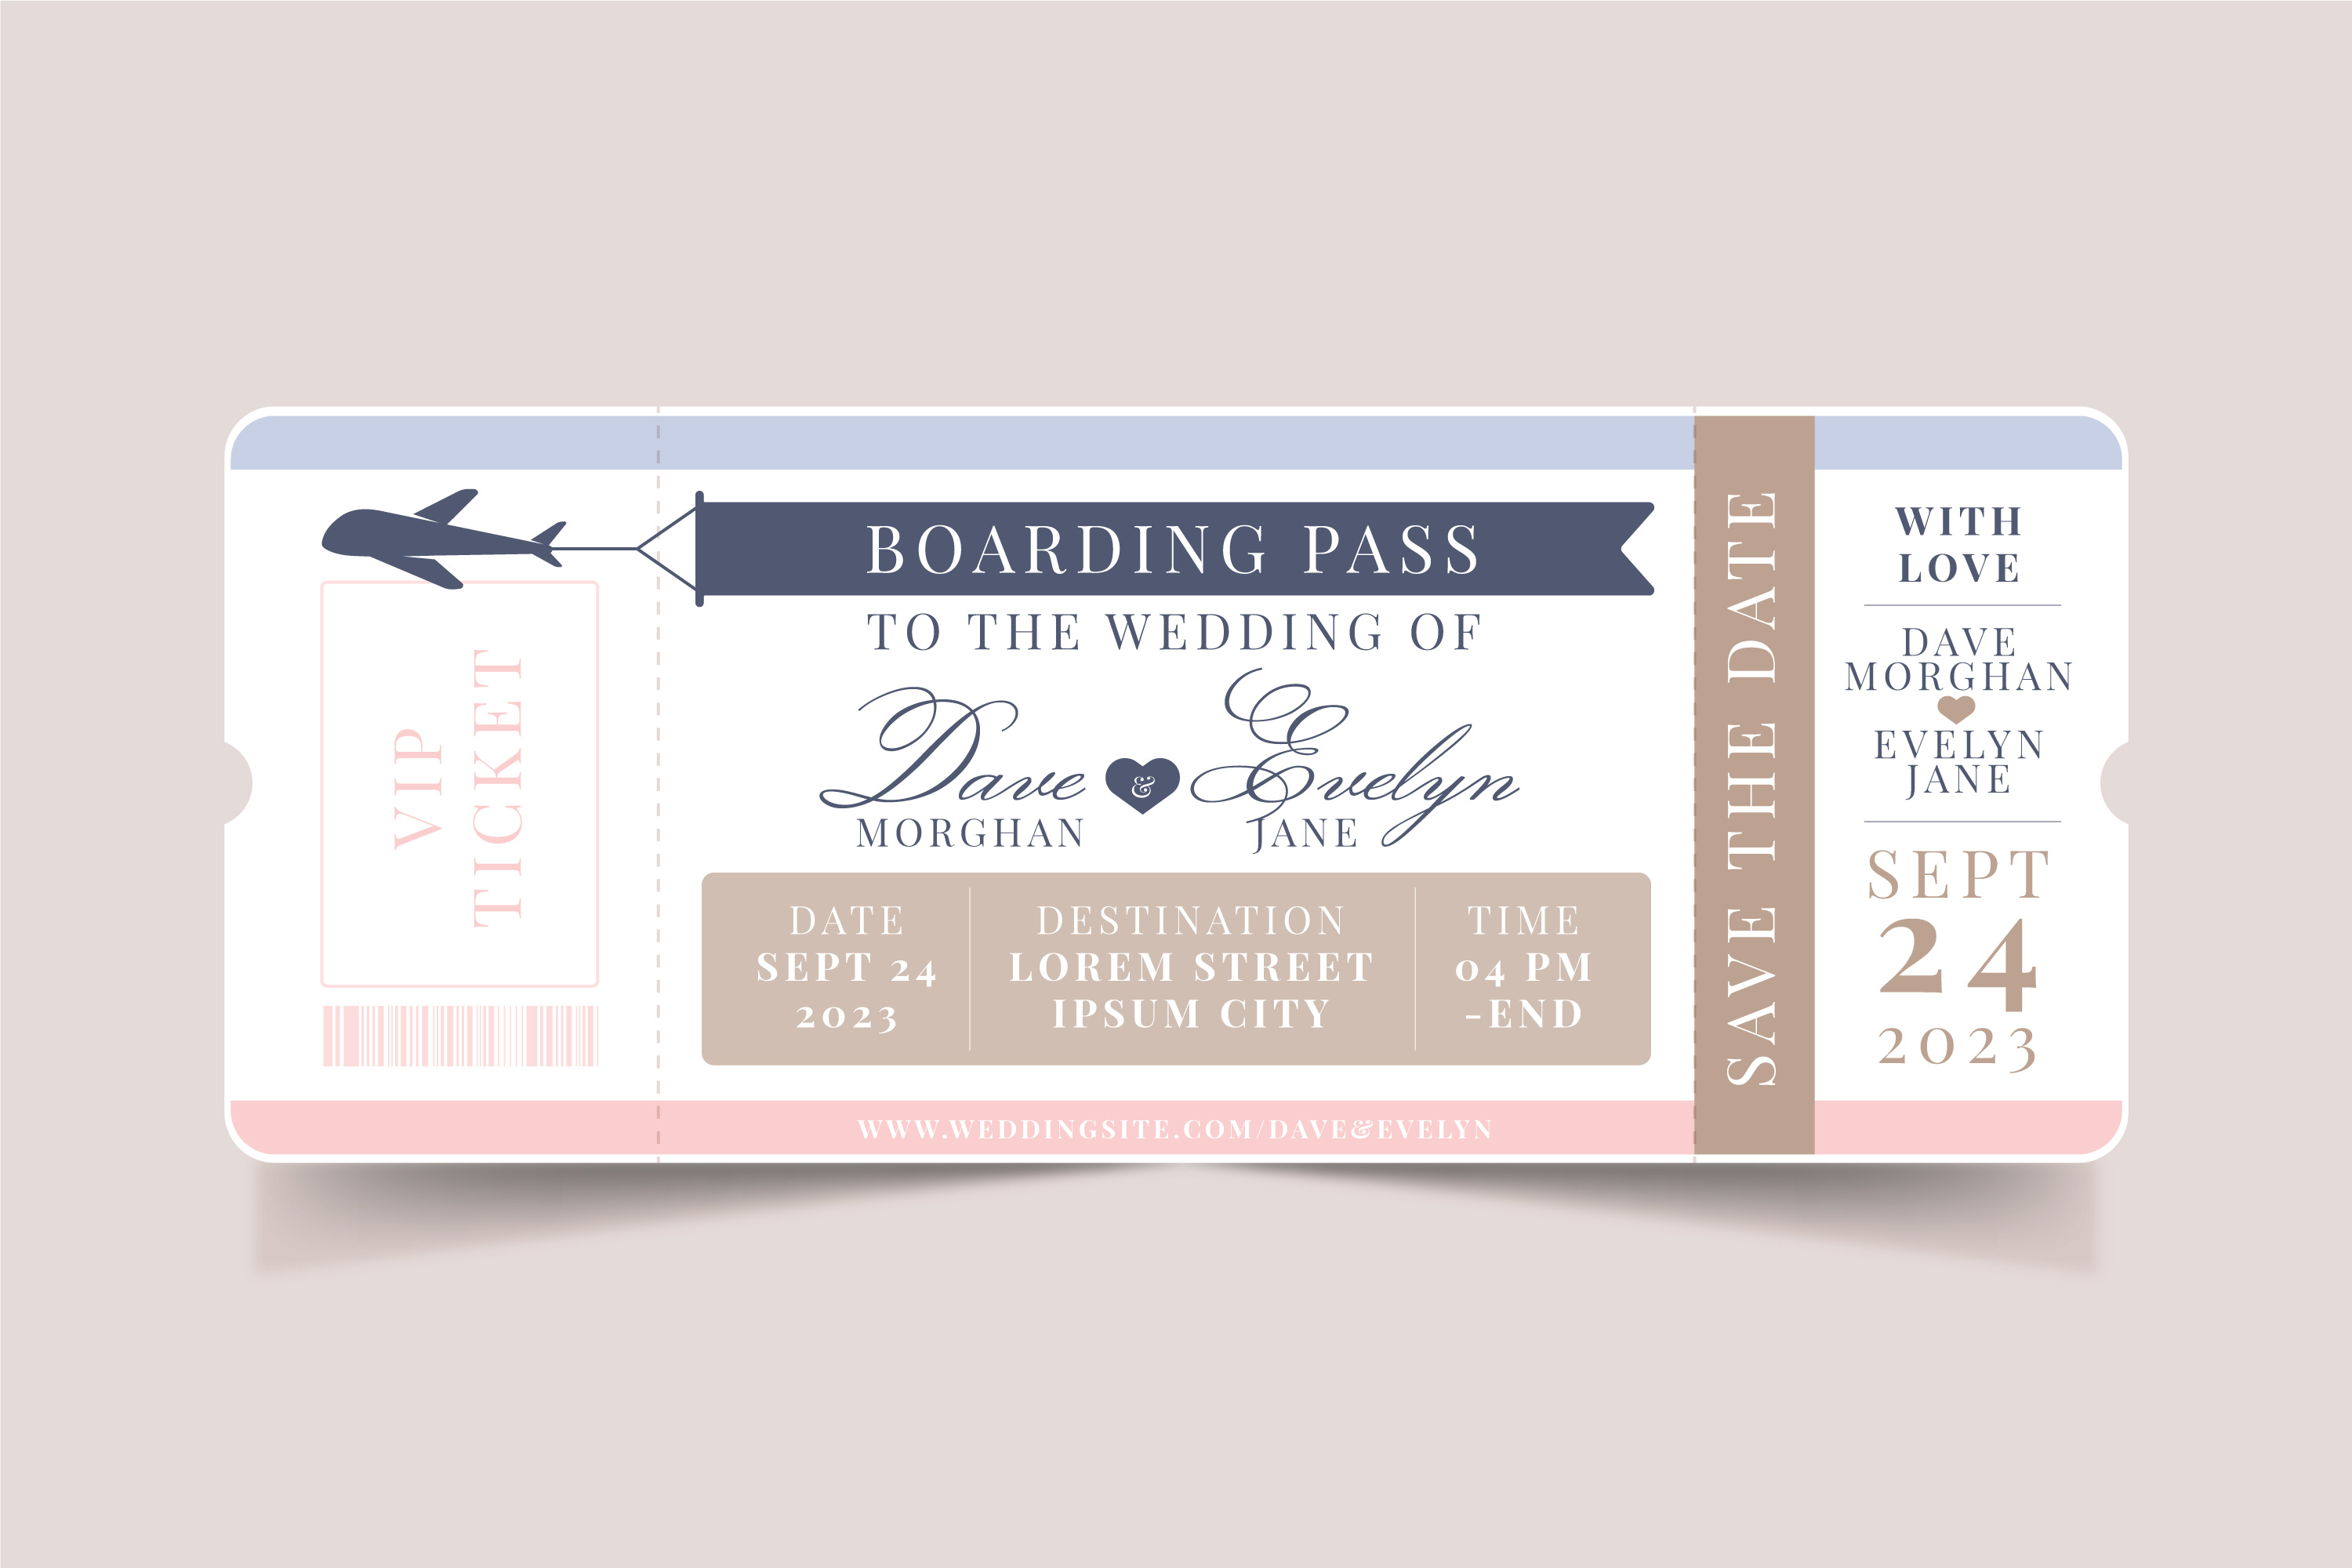 VIP
TICKET
BOARDING PASS
TO THE WEDDING OF
Dave & Evelyn
MORGHAN JANE
DATE
SEPT 24
2023
DESTINATION
LOREM STREET
IPSUM CITY
TIME
04 PM
-END
WWW.WEDDINGSITE.COM/DAVE&EVELYN
SAVE THE DATE
WITH
LOVE
DAVE
MORGHAN
EVELYN
JANE
SEPT
24
2023